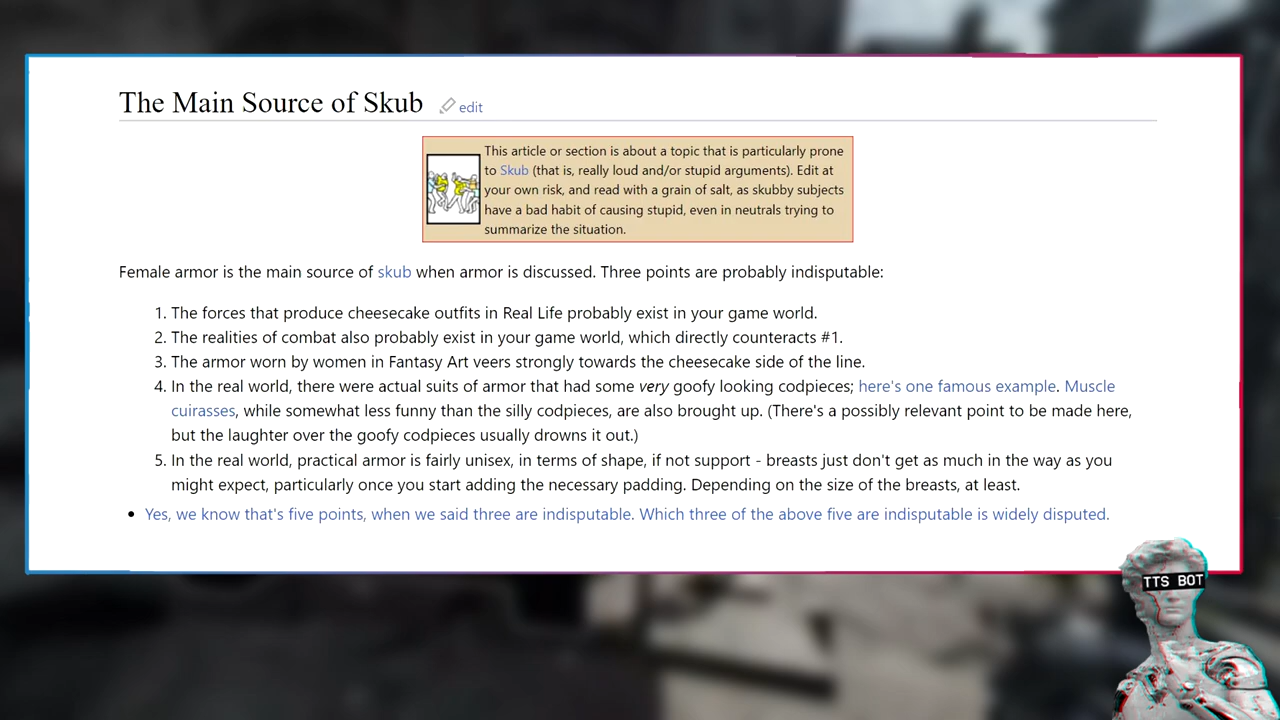 The Main Source of Skub edit
This article or section is about a topic that is particularly prone
to Skub (that is, really loud and/or stupid arguments). Edit at
your own risk, and read with a grain of salt, as skubby subjects
have a bad habit of causing stupid, even in neutrals trying to
summarize the situation.
Female armor is the main source of skub when armor is discussed. Three points are probably indisputable:
1. The forces that produce cheesecake outfits in Real Life probably exist in your game world.
2. The realities of combat also probably exist in your game world, which directly counteracts #1.
3. The armor worn by women in Fantasy Art veers strongly towards the cheesecake side of the line.
4. In the real world, there were actual suits of armor that had some very goofy looking codpieces; here's one famous example. Muscle
cuirasses, while somewhat less funny than the silly codpieces, are also brought up. (There's a possibly relevant point to be made here,
but the laughter over the goofy codpieces usually drowns it out.)
5. In the real world, practical armor is fairly unisex, in terms of shape, if not support - breasts just don't get as much in the way as you
might expect, particularly once you start adding the necessary padding. Depending on the size of the breasts, at least.
• Yes, we know that's five points, when we said three are indisputable. Which three of the above five are indisputable is widely disputed.
TTS BOT